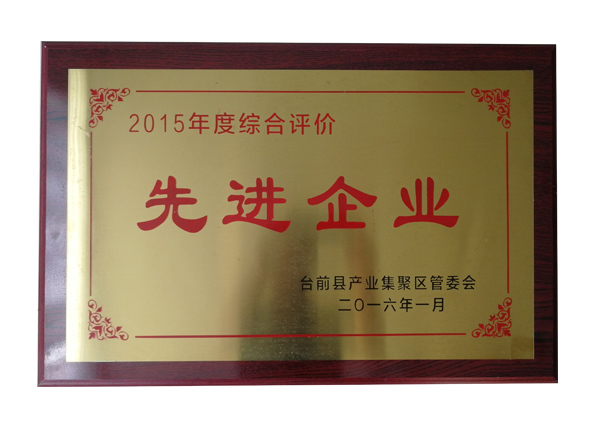 2015年度综合评价
先进企业
台前县产业集聚区管委会
二〇一六年一月